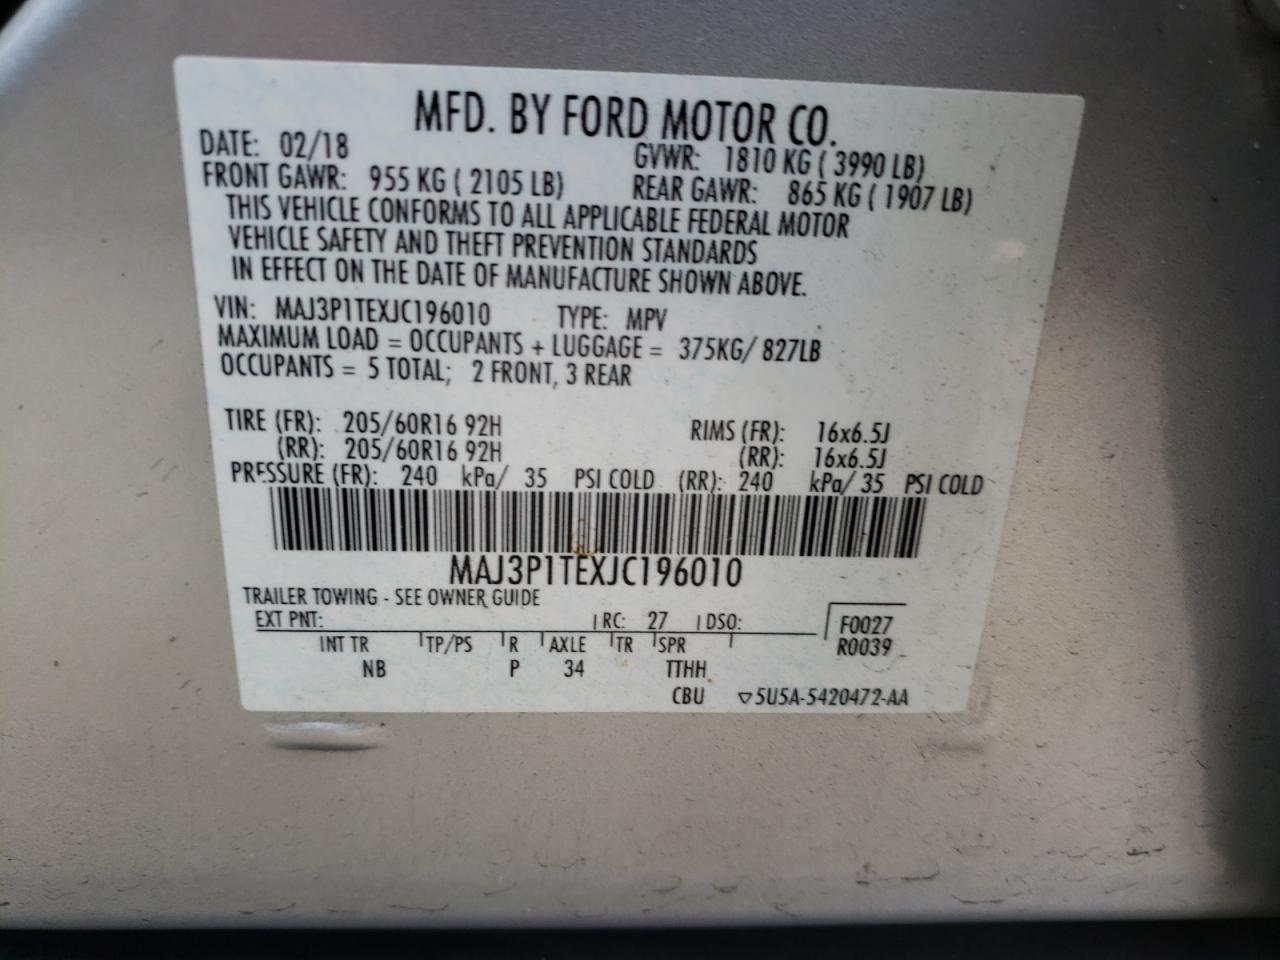 MFD. BY FORD MOTOR CO.
DATE: 02/18 GVWR: 1810 KG ( 3990 LB)
FRONT GAWR: 955 KG ( 2105 LB) REAR GAWR: 865 KG ( 1907 LB)
THIS VEHICLE CONFORMS TO ALL APPLICABLE FEDERAL MOTOR
VEHICLE SAFETY AND THEFT PREVENTION STANDARDS
IN EFFECT ON THE DATE OF MANUFACTURE SHOWN ABOVE.
VIN: MAJ3P1TEXJC196010 TYPE: MPV
MAXIMUM LOAD = OCCUPANTS + LUGGAGE = 375KG/ 827LB
OCCUPANTS = 5 TOTAL; 2 FRONT, 3 REAR
TIRE (FR): 205/60R16 92H RIMS (FR): 16x6.5J
(RR): 205/60R16 92H (RR): 16x6.5J
PRESSURE (FR): 240 kPa/ 35 PSI COLD (RR): 240 kPa/ 35 PSI COLD
MAJ3P1TEXJC196010
TRAILER TOWING - SEE OWNER GUIDE
EXT PNT: RC: 27 DSO: F0027
INT TR TP/PS R AXLE TR SPR R0039
NB P 34 TTHH
CBU ▽5U5A-5420472-AA